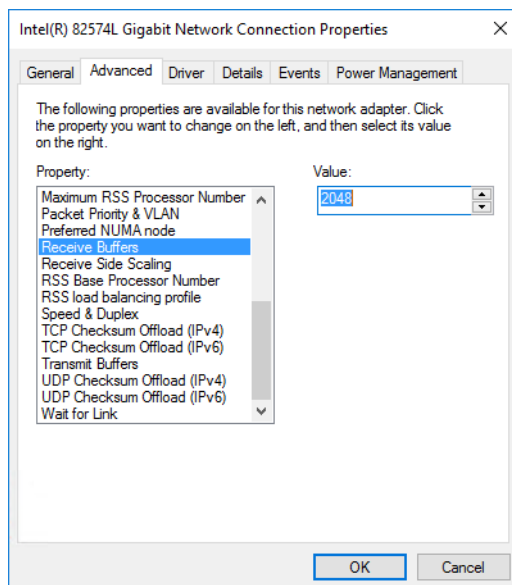 Intel(R) 82574L Gigabit Network Connection Properties
General Advanced Driver Details Events Power Management
The following properties are available for this network adapter. Click
the property you want to change on the left, and then select its value
on the right.
Property:
Value:
Maximum RSS Processor Number
Packet Priority & VLAN
Preferred NUMA node
Receive Buffers
Receive Side Scaling
RSS Base Processor Number
RSS load balancing profile
Speed & Duplex
TCP Checksum Offload (IPv4)
TCP Checksum Offload (IPv6)
Transmit Buffers
UDP Checksum Offload (IPv4)
UDP Checksum Offload (IPv6)
Wait for Link
2048
OK
Cancel